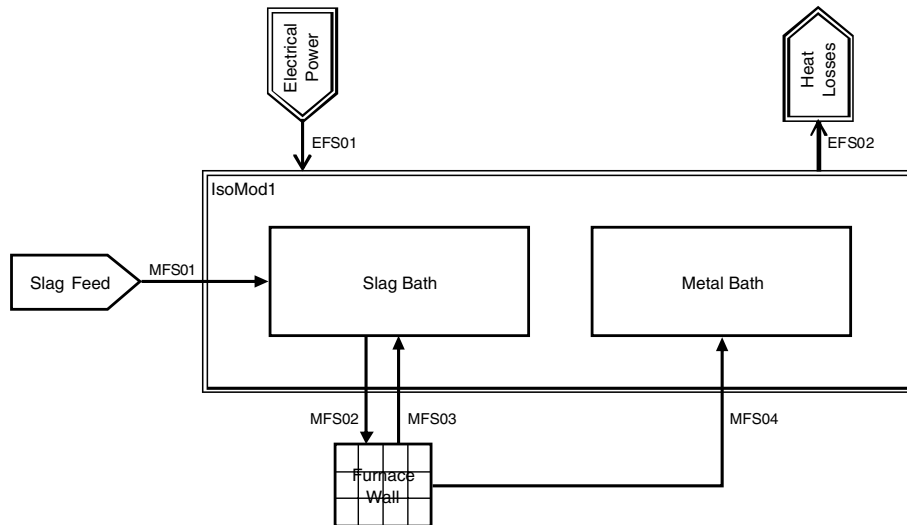 Electrical
Power
Heat
Losses
EFS01
EFS02
IsoMod1
MFS01
Slag Feed
Slag Bath
Metal Bath
MFS02
MFS03
MFS04
Furnace
Wall